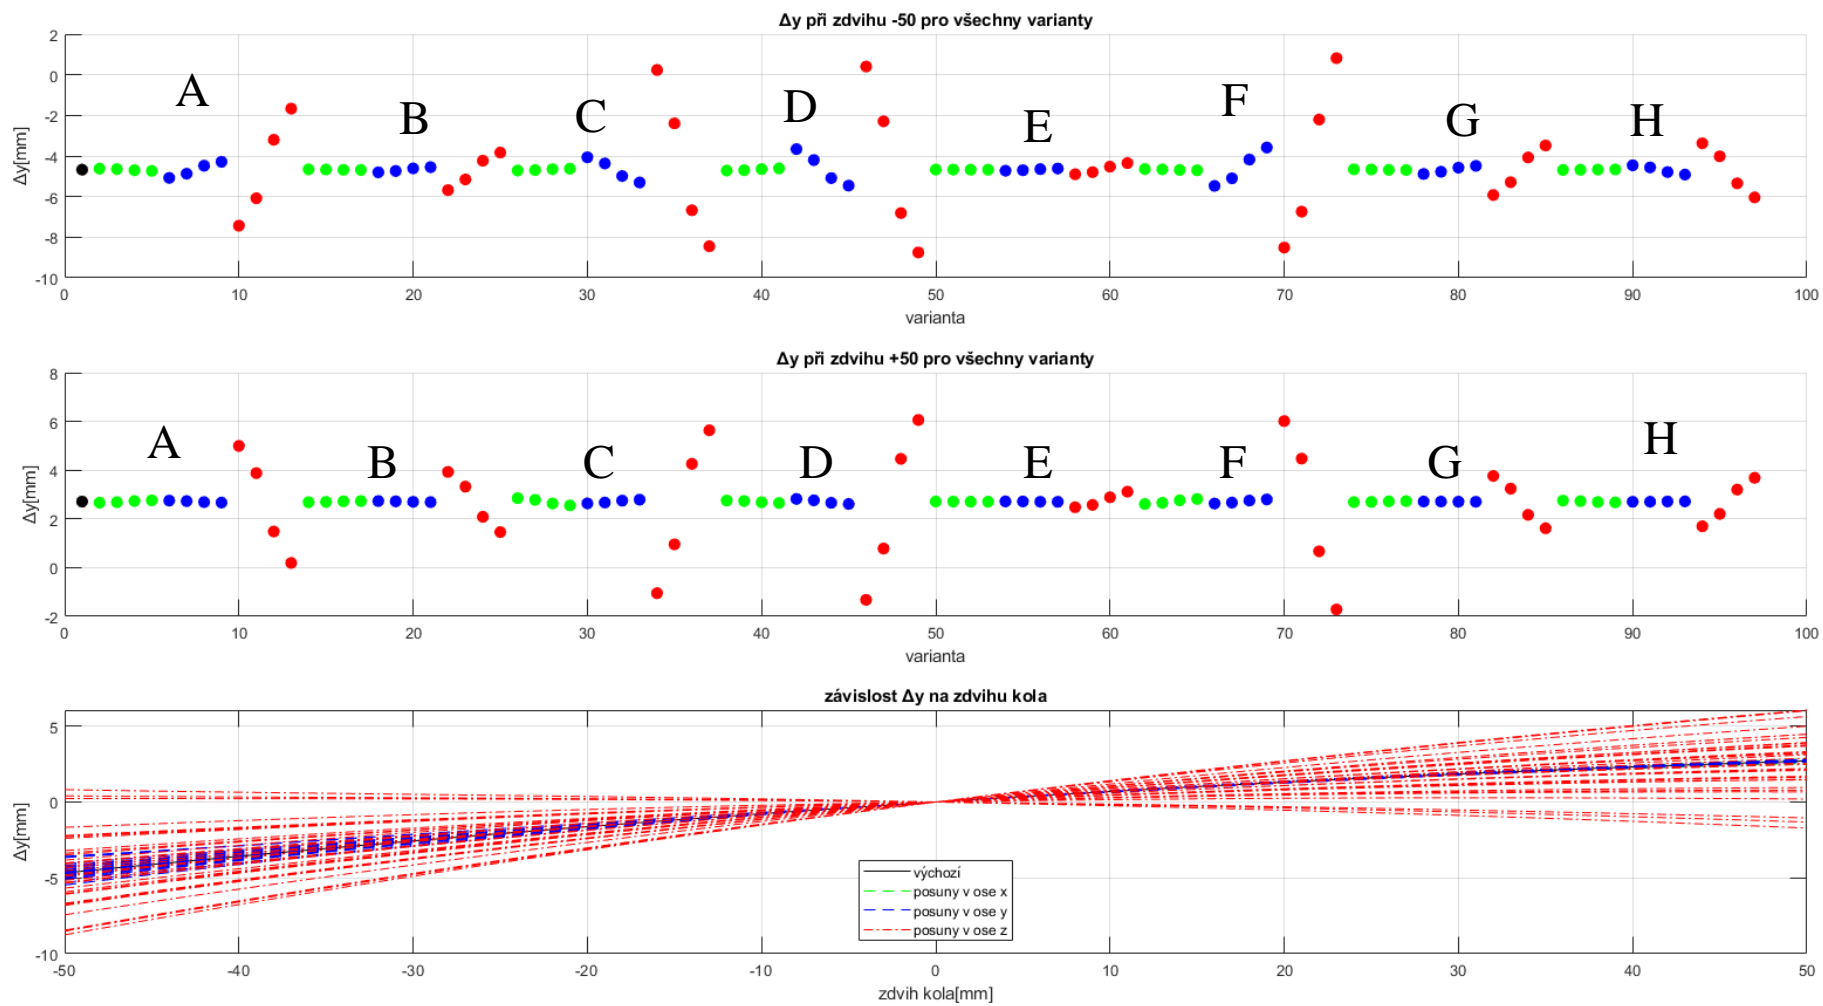 Δy při zdvihu -50 pro všechny varianty
2
0
-2
-4
-6
-8
-10
Δy[mm]
A
B
C
D
E
F
G
H
0 10 20 30 40 50 60 70 80 90 100
varianta
Δy při zdvihu +50 pro všechny varianty
8
6
4
2
0
-2
Δy[mm]
A
B
C
D
E
F
G
H
0 10 20 30 40 50 60 70 80 90 100
varianta
závislost Δy na zdvihu kola
5
0
-5
-10
Δy[mm]
výchozí
posuny v ose x
posuny v ose y
posuny v ose z
-50 -40 -30 -20 -10 0 10 20 30 40 50
zdvih kola[mm]